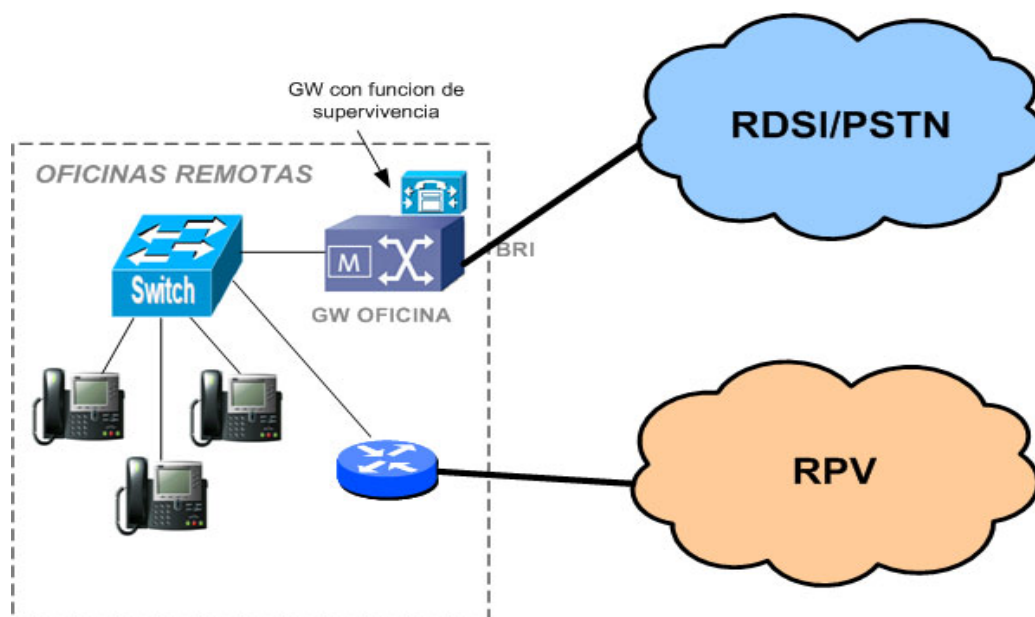 GW con funcion de
supervivencia
RDSI/PSTN
OFICINAS REMOTAS
M
BRI
Switch
GW OFICINA
RPV